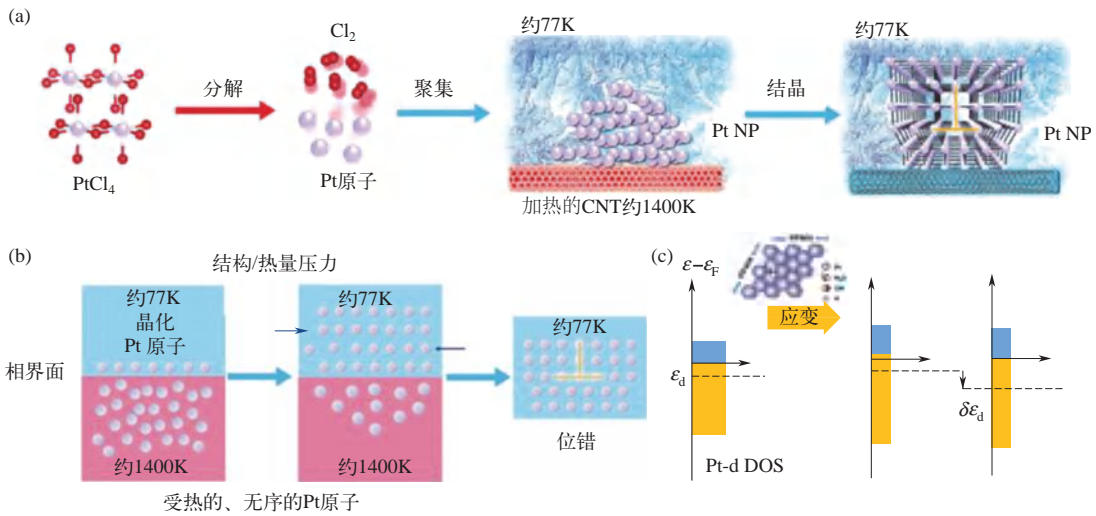 (a)
约77K
约77K
Cl₂
分解
聚集
结晶
Pt NP
Pt NP
PtCl₄
Pt原子
加热的CNT约1400K
(b)
结构/热量压力
约77K
晶化
Pt 原子
约77K
约77K
相界面
约1400K
约1400K
位错
受热的、无序的Pt原子
(c)
ε−ε_F
应变
ε_d
δε_d
Pt-d DOS